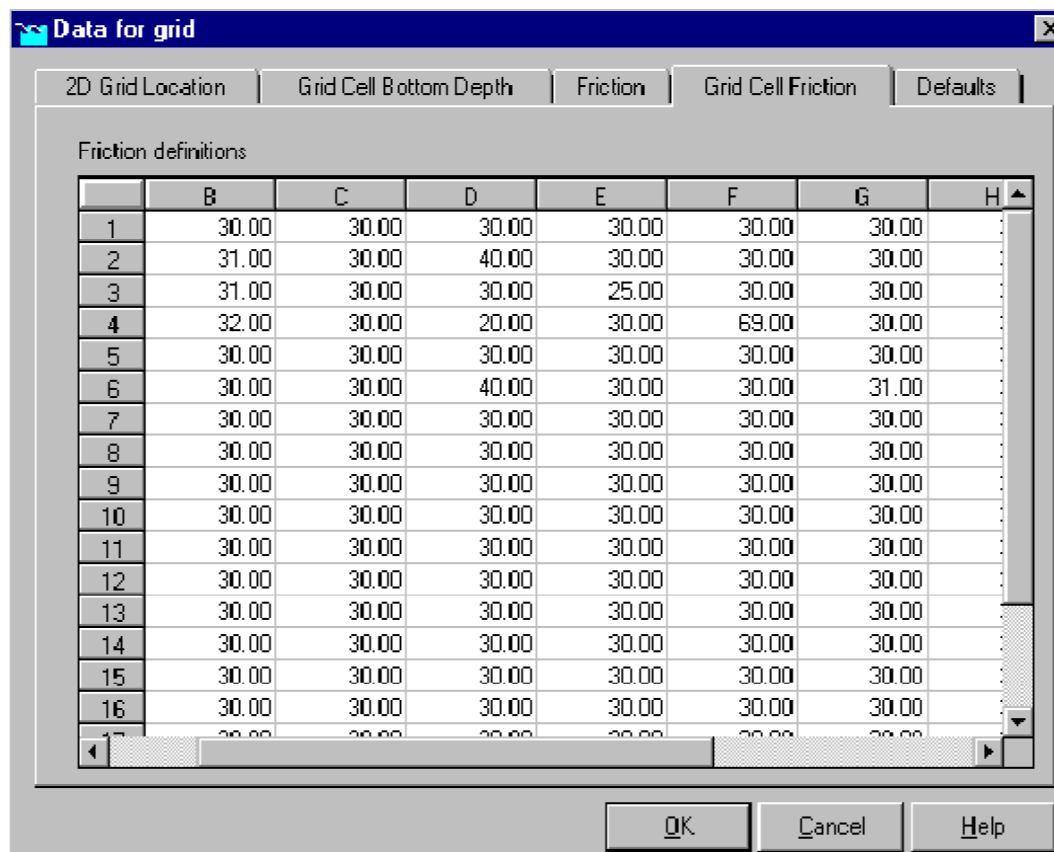 Data for grid
2D Grid Location Grid Cell Bottom Depth Friction Grid Cell Friction Defaults
Friction definitions
B C D E F G H
1 30.00 30.00 30.00 30.00 30.00 30.00
2 31.00 30.00 40.00 30.00 30.00 30.00
3 31.00 30.00 30.00 25.00 30.00 30.00
4 32.00 30.00 20.00 30.00 69.00 30.00
5 30.00 30.00 30.00 30.00 30.00 30.00
6 30.00 30.00 40.00 30.00 30.00 31.00
7 30.00 30.00 30.00 30.00 30.00 30.00
8 30.00 30.00 30.00 30.00 30.00 30.00
9 30.00 30.00 30.00 30.00 30.00 30.00
10 30.00 30.00 30.00 30.00 30.00 30.00
11 30.00 30.00 30.00 30.00 30.00 30.00
12 30.00 30.00 30.00 30.00 30.00 30.00
13 30.00 30.00 30.00 30.00 30.00 30.00
14 30.00 30.00 30.00 30.00 30.00 30.00
15 30.00 30.00 30.00 30.00 30.00 30.00
16 30.00 30.00 30.00 30.00 30.00 30.00
OK Cancel Help